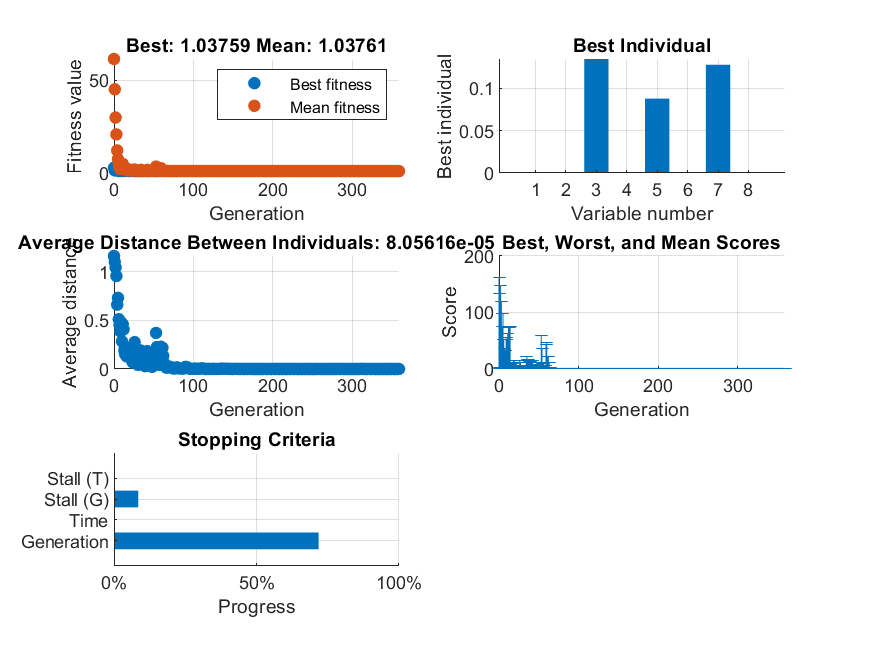 Best: 1.03759 Mean: 1.03761
Fitness value
50
0
Best fitness
Mean fitness
0 100 200 300
Generation
Best Individual
Best individual
0.1
0.05
0
1 2 3 4 5 6 7 8
Variable number
Average Distance Between Individuals: 8.05616e-05
Average distance
1
0.5
0
0 100 200 300
Generation
Best, Worst, and Mean Scores
Score
200
100
0
0 100 200 300
Generation
Stopping Criteria
Stall (T)
Stall (G)
Time
Generation
0% 50% 100%
Progress